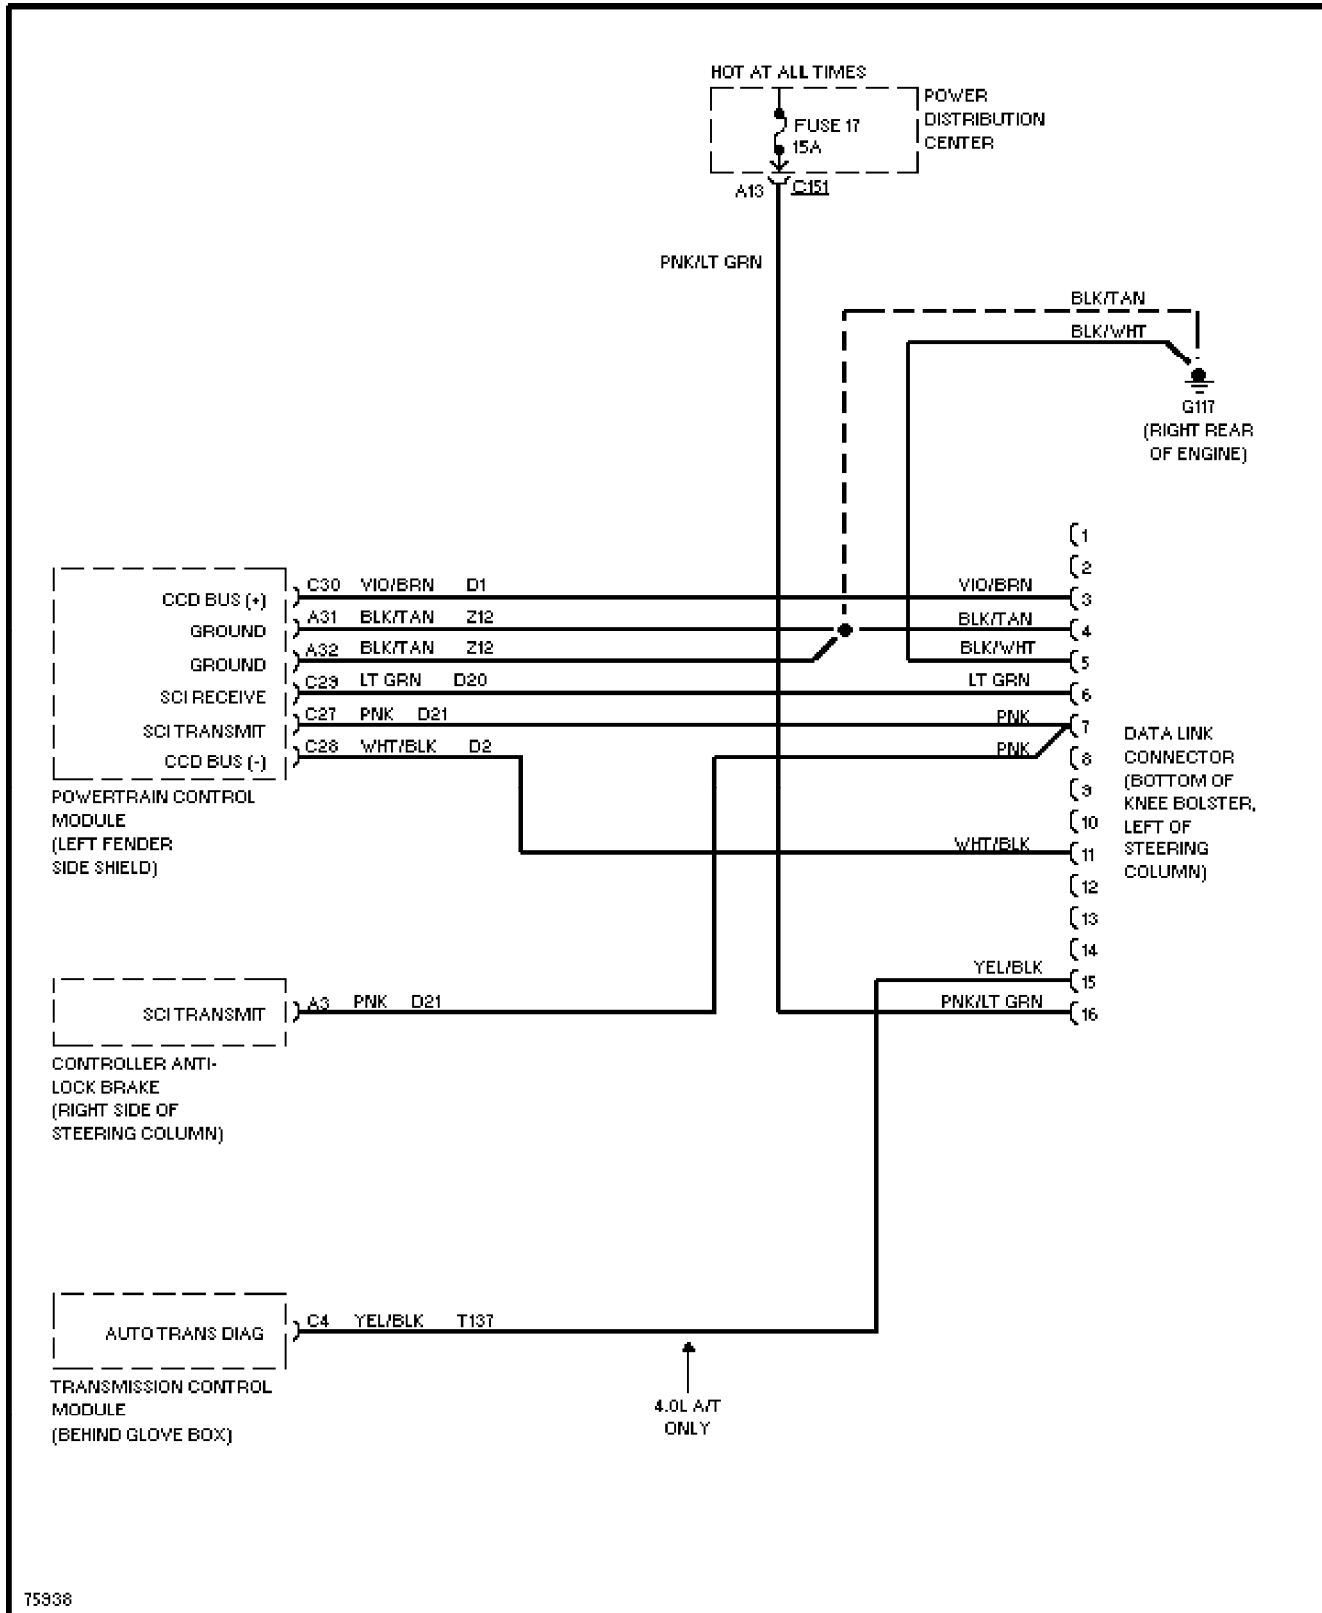 HOT AT ALL TIMES
POWER
DISTRIBUTION
CENTER
FUSE 17
15A
A13 C151
PNK/LT GRN
BLK/TAN
BLK/WHT
G117
(RIGHT REAR
OF ENGINE)
1
2
CCD BUS (+) C30 VIO/BRN D1 VIO/BRN 3
GROUND A31 BLK/TAN Z12 BLK/TAN 4
GROUND A32 BLK/TAN Z12 BLK/WHT 5
SCI RECEIVE C29 LT GRN D20 LT GRN 6
SCI TRANSMIT C27 PNK D21 PNK 7
CCD BUS (-) C28 WHT/BLK D2 PNK 8
9
10
WHT/BLK 11
12
13
14
YEL/BLK 15
PNK/LT GRN 16
DATA LINK
CONNECTOR
(BOTTOM OF
KNEE BOLSTER,
LEFT OF
STEERING
COLUMN)
POWERTRAIN CONTROL
MODULE
(LEFT FENDER
SIDE SHIELD)
SCI TRANSMIT A3 PNK D21
CONTROLLER ANTI-
LOCK BRAKE
(RIGHT SIDE OF
STEERING COLUMN)
AUTO TRANS DIAG C4 YEL/BLK T137
TRANSMISSION CONTROL
MODULE
(BEHIND GLOVE BOX)
4.0L A/T
ONLY
75938